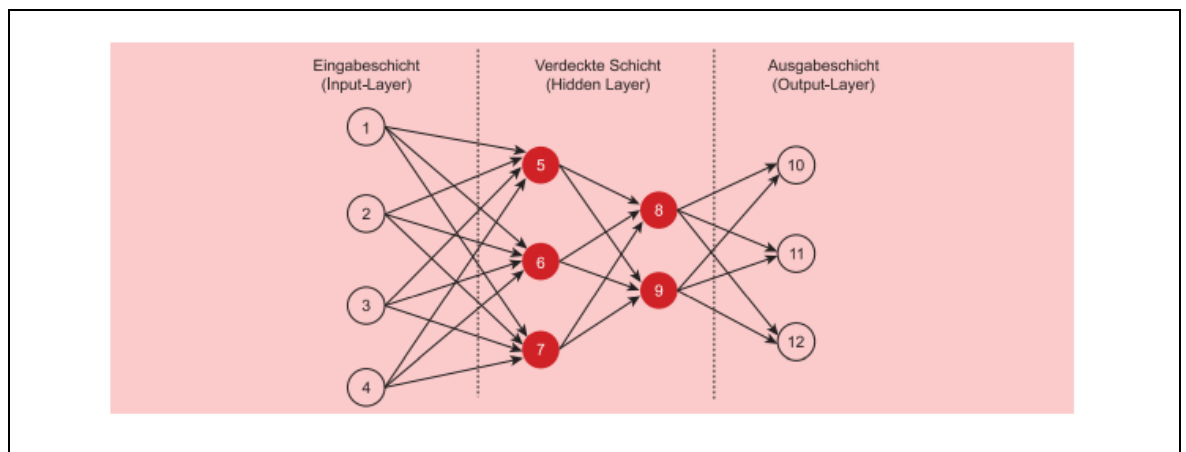 Eingabeschicht
(Input-Layer)
Verdeckte Schicht
(Hidden Layer)
Ausgabeschicht
(Output-Layer)
1
2
3
4
5
6
7
8
9
10
11
12